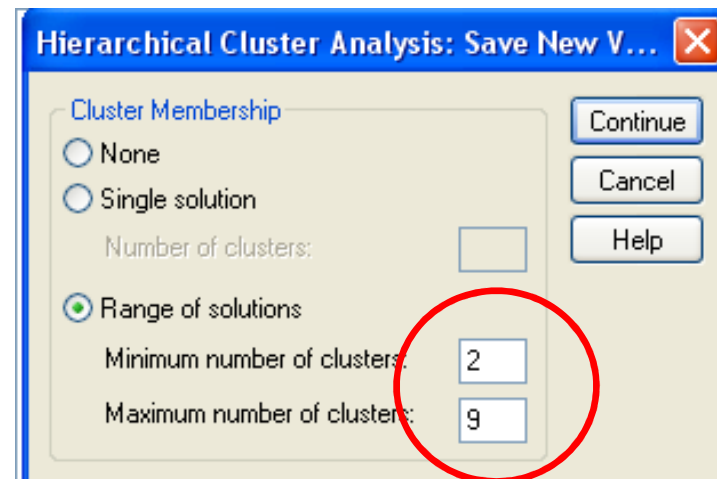 Hierarchical Cluster Analysis: Save New V...
Cluster Membership
None
Single solution
Number of clusters:
Range of solutions
Minimum number of clusters: 2
Maximum number of clusters: 9
Continue
Cancel
Help